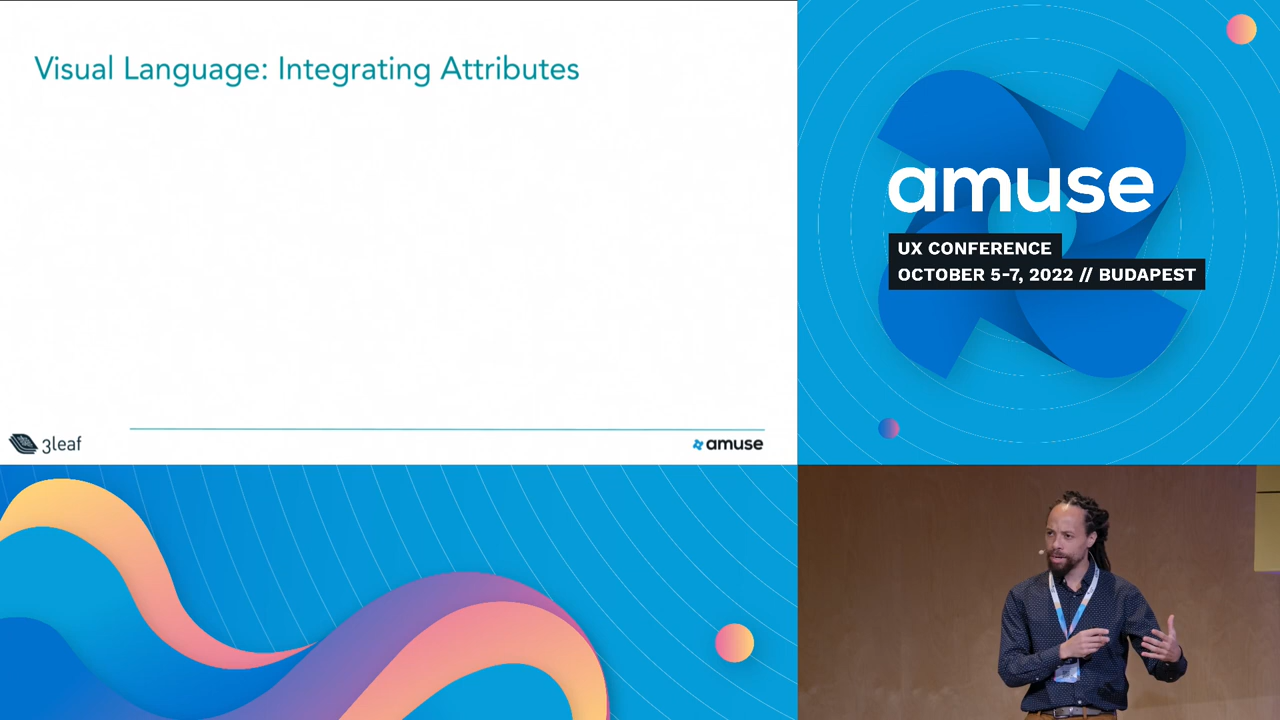 Visual Language: Integrating Attributes
3leaf
amuse
amuse
UX CONFERENCE
OCTOBER 5-7, 2022 // BUDAPEST